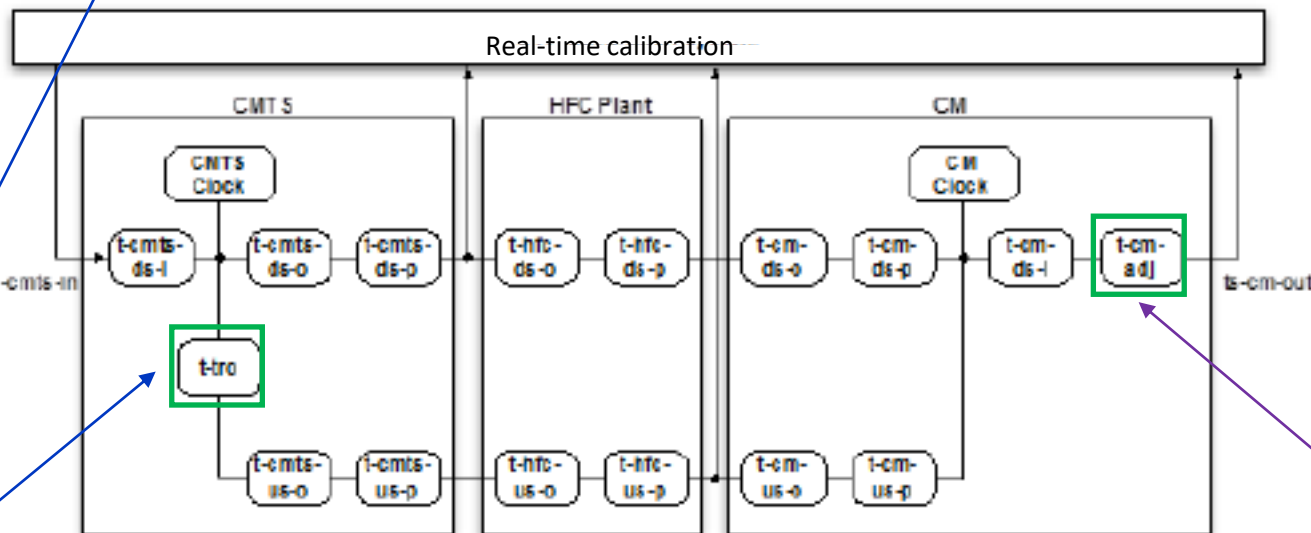 Real-time calibration
CMTS
HFC Plant
CM
CMTS
Clock
CM
Clock
t-cmts-
ds-i
t-cmts-
ds-o
t-cmts-
ds-p
t-hfc-
ds-o
t-hfc-
ds-p
t-cm-
ds-o
t-cm-
ds-p
t-cm-
ds-i
t-cm-
adj
-cmts-in
ts-cm-out
t-tro
t-cmts-
us-o
t-cmts-
us-p
t-hfc-
us-o
t-hfc-
us-p
t-cm-
us-o
t-cm-
us-p